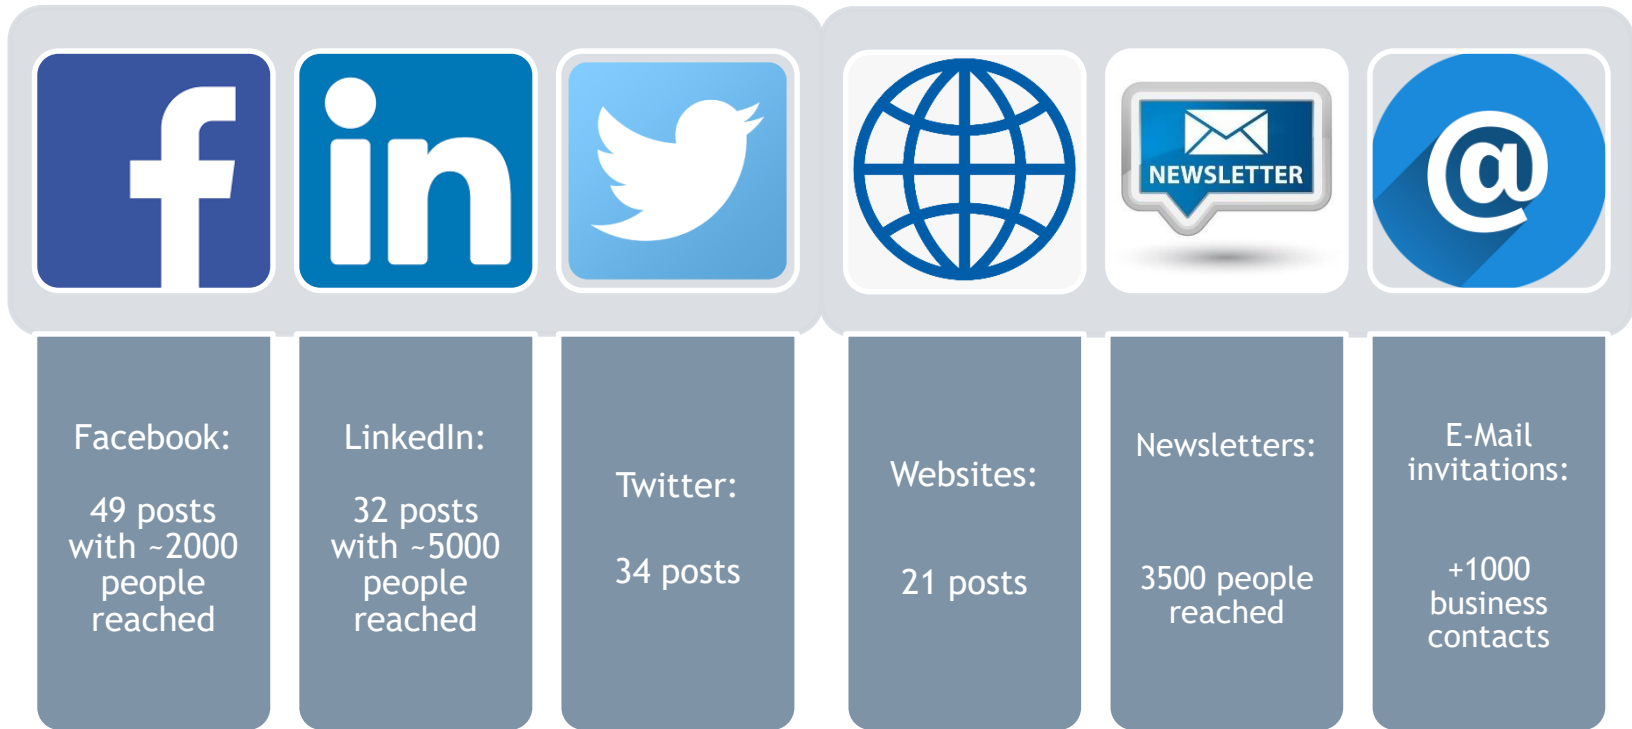 NEWSLETTER
Facebook:
49 posts
with ~2000
people
reached
LinkedIn:
32 posts
with ~5000
people
reached
Twitter:
34 posts
Websites:
21 posts
Newsletters:
3500 people
reached
E-Mail
invitations:
+1000
business
contacts